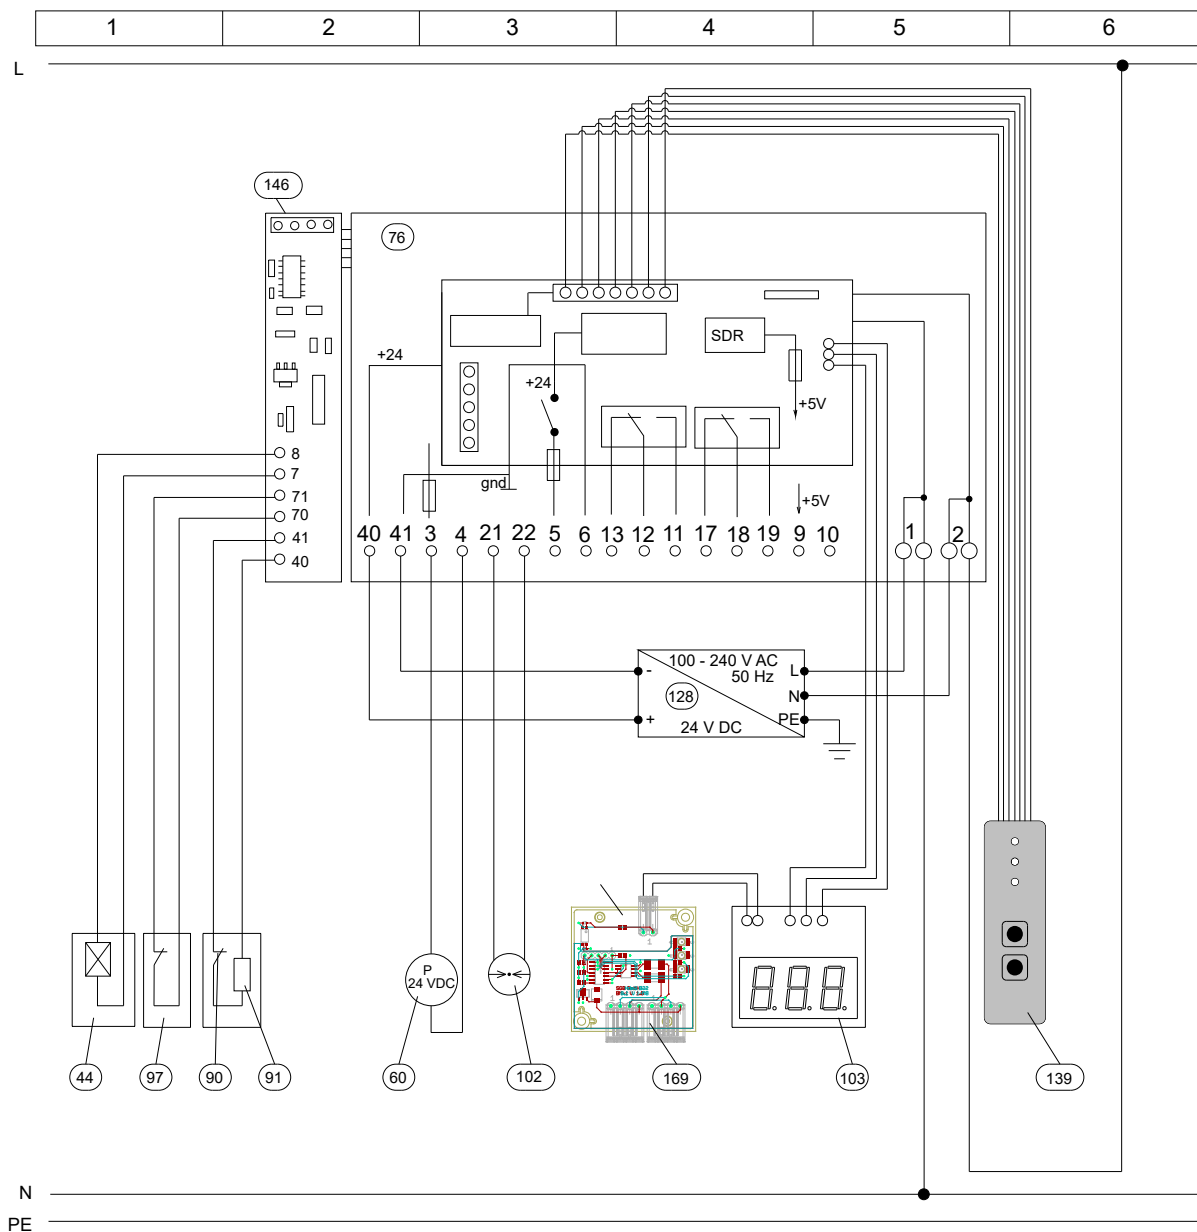 1 2 3 4 5 6
L
146
76
SDR
+24
+24
+5V
8
7
gnd
71
+5V
70
40 41 3 4 21 22 5 6 13 12 11 17 18 19 9 10 1 2
41
40
100 - 240 V AC
- 50 Hz L
128 N
+ 24 V DC PE
P
24 VDC
44 97 90 91 60 102 169 103 139
N
PE